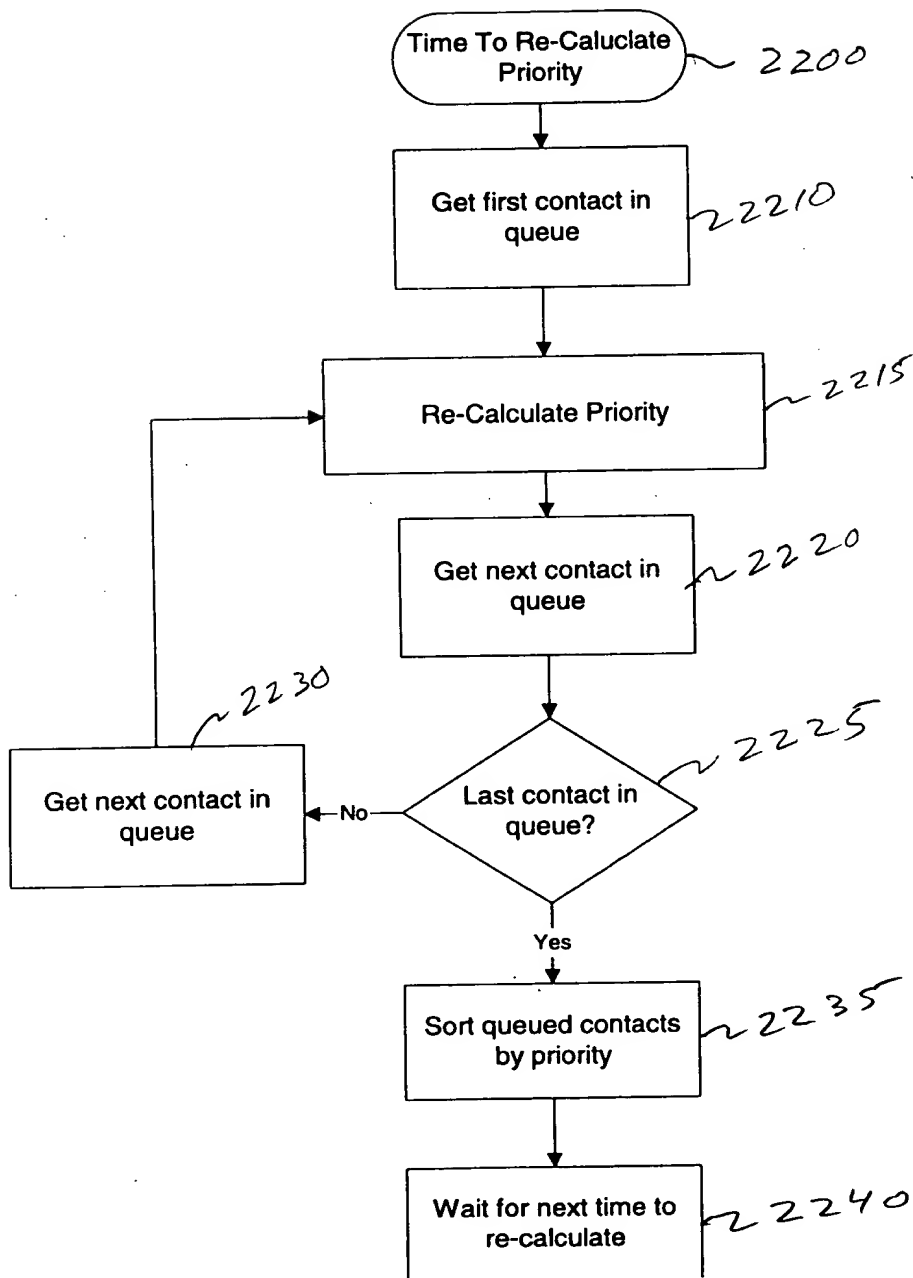 Time To Re-Caluclate
Priority
2200
Get first contact in
queue
22210
Re-Calculate Priority
2215
Get next contact in
queue
2220
2230
Get next contact in
queue
No
Last contact in
queue?
2225
Yes
Sort queued contacts
by priority
2235
Wait for next time to
re-calculate
2240